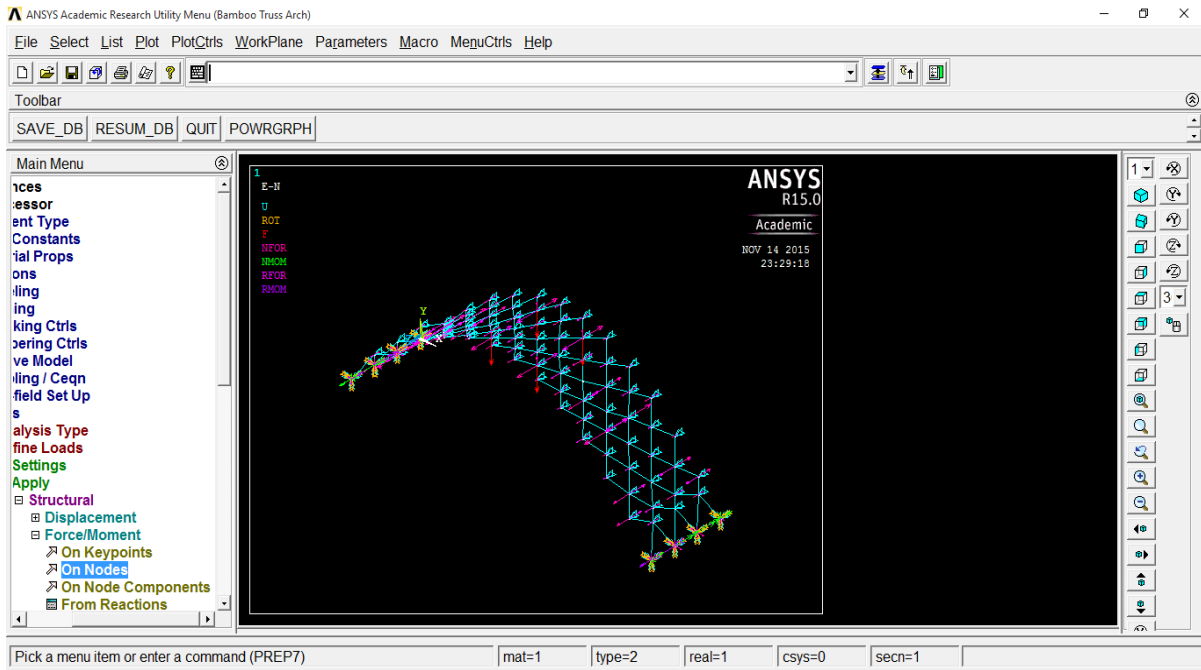 ANSYS Academic Research Utility Menu (Bamboo Truss Arch)
File Select List Plot PlotCtrls WorkPlane Parameters Macro MenuCtrls Help
Toolbar
SAVE_DB RESUM_DB QUIT POWRGRPH
Main Menu
nces
essor
ent Type
Constants
rial Props
ons
ling
ing
king Ctrls
pering Ctrls
ve Model
pling / Ceqn
field Set Up
s
alysis Type
fine Loads
Settings
Apply
Structural
Displacement
Force/Moment
On Keypoints
On Nodes
On Node Components
From Reactions
1
E-N
U
ROT
F
NFOR
NMOM
RFOR
RMOM
ANSYS
R15.0
Academic
NOV 14 2015
23:29:18
Y
X
1
3
Pick a menu item or enter a command (PREP7) mat=1 type=2 real=1 csys=0 secn=1